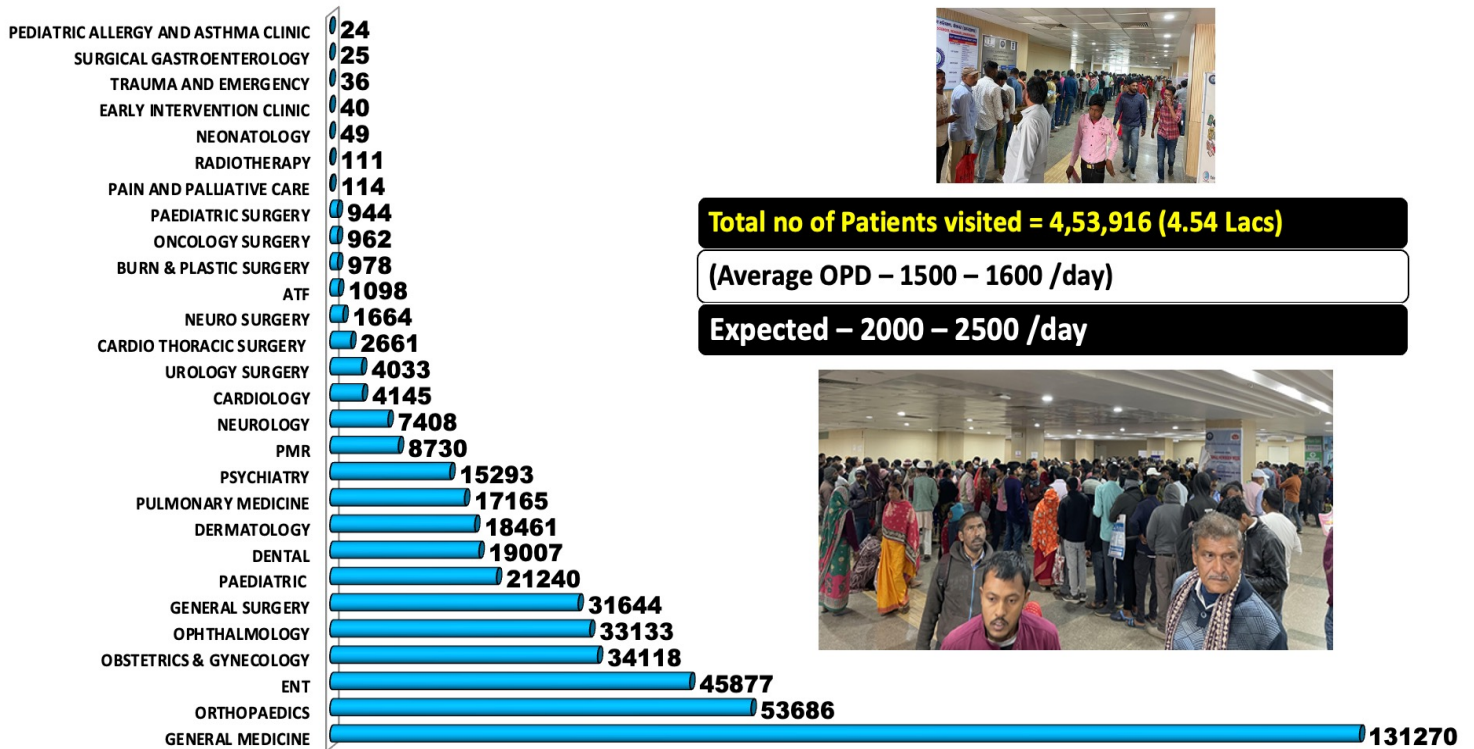 PEDIATRIC ALLERGY AND ASTHMA CLINIC 24
SURGICAL GASTROENTEROLOGY 25
TRAUMA AND EMERGENCY 36
EARLY INTERVENTION CLINIC 40
NEONATOLOGY 49
RADIOTHERAPY 111
PAIN AND PALLIATIVE CARE 114
PAEDIATRIC SURGERY 944
ONCOLOGY SURGERY 962
BURN & PLASTIC SURGERY 978
ATF 1098
NEURO SURGERY 1664
CARDIO THORACIC SURGERY 2661
UROLOGY SURGERY 4033
CARDIOLOGY 4145
NEUROLOGY 7408
PMR 8730
PSYCHIATRY 15293
PULMONARY MEDICINE 17165
DERMATOLOGY 18461
DENTAL 19007
PAEDIATRIC 21240
GENERAL SURGERY 31644
OPHTHALMOLOGY 33133
OBSTETRICS & GYNECOLOGY 34118
ENT 45877
ORTHOPAEDICS 53686
GENERAL MEDICINE 131270
Total no of Patients visited = 4,53,916 (4.54 Lacs)
(Average OPD – 1500 – 1600 /day)
Expected – 2000 – 2500 /day